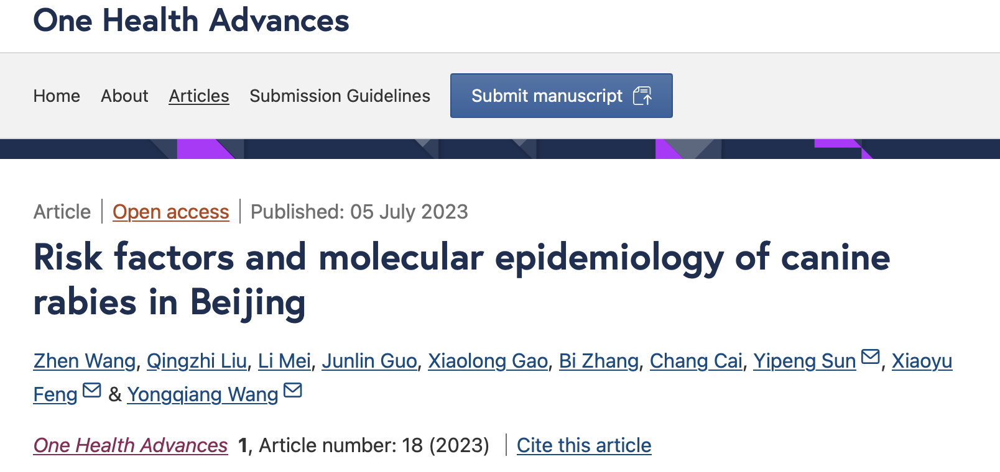 One Health Advances
Home About Articles Submission Guidelines Submit manuscript
Article Open access Published: 05 July 2023
Risk factors and molecular epidemiology of canine
rabies in Beijing
Zhen Wang, Qingzhi Liu, Li Mei, Junlin Guo, Xiaolong Gao, Bi Zhang, Chang Cai, Yipeng Sun, Xiaoyu
Feng & Yongqiang Wang
One Health Advances 1, Article number: 18 (2023) Cite this article